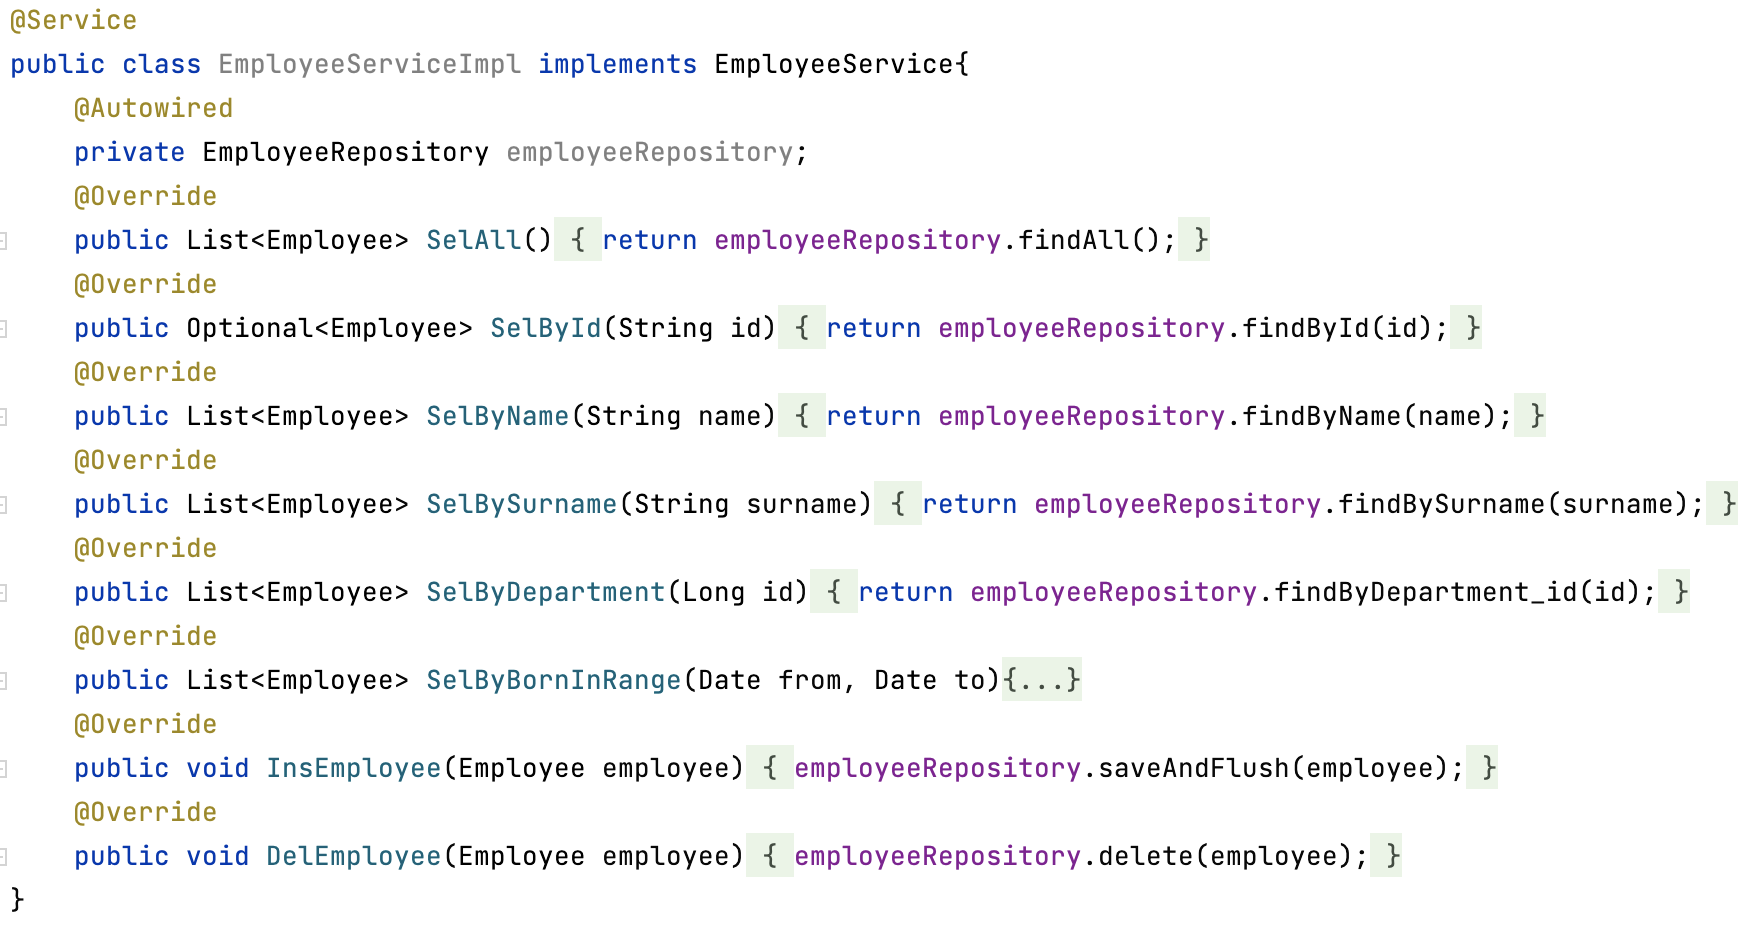 @Service
public class EmployeeServiceImpl implements EmployeeService{
    @Autowired
    private EmployeeRepository employeeRepository;
    @Override
    public List<Employee> SelAll() { return employeeRepository.findAll(); }
    @Override
    public Optional<Employee> SelById(String id) { return employeeRepository.findById(id); }
    @Override
    public List<Employee> SelByName(String name) { return employeeRepository.findByName(name); }
    @Override
    public List<Employee> SelBySurname(String surname) { return employeeRepository.findBySurname(surname); }
    @Override
    public List<Employee> SelByDepartment(Long id) { return employeeRepository.findByDepartment_id(id); }
    @Override
    public List<Employee> SelByBornInRange(Date from, Date to){...}
    @Override
    public void InsEmployee(Employee employee) { employeeRepository.saveAndFlush(employee); }
    @Override
    public void DelEmployee(Employee employee) { employeeRepository.delete(employee); }
}